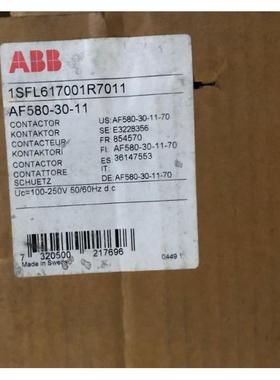 ABB
1SFL617001R7011
AF580-30-11
CONTACTOR US:AF580-30-11-70
KONTAKTOR SE E3228356
CONTACTEUR FR 854570
KONTAKTORI FI: AF580-30-11-70
CONTACTOR ES 36147553
CONTATTORE IT:
SCHUETZ DE:AF580-30-11-70
Uc=100-250V 50/60Hz d c
7 320500 217696
Made in Sweden
0449 1